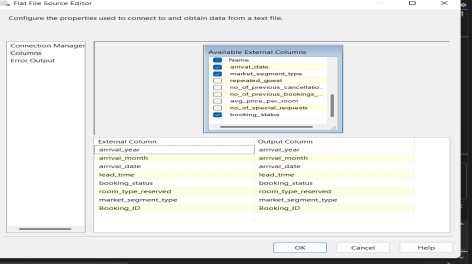 Flat File Source Editor
Configure the properties used to connect to and obtain data from a text file.
Connection Manager
Columns
Error Output
Available External Columns
Name
arrival_date
market_segment_type
repeated_guest
no_of_previous_cancellatio...
no_of_previous_bookings_...
avg_price_per_room
no_of_special_requests
booking_status
External Column Output Column
arrival_year arrival_year
arrival_month arrival_month
arrival_date arrival_date
lead_time lead_time
booking_status booking_status
room_type_reserved room_type_reserved
market_segment_type market_segment_type
Booking_ID Booking_ID
OK Cancel Help